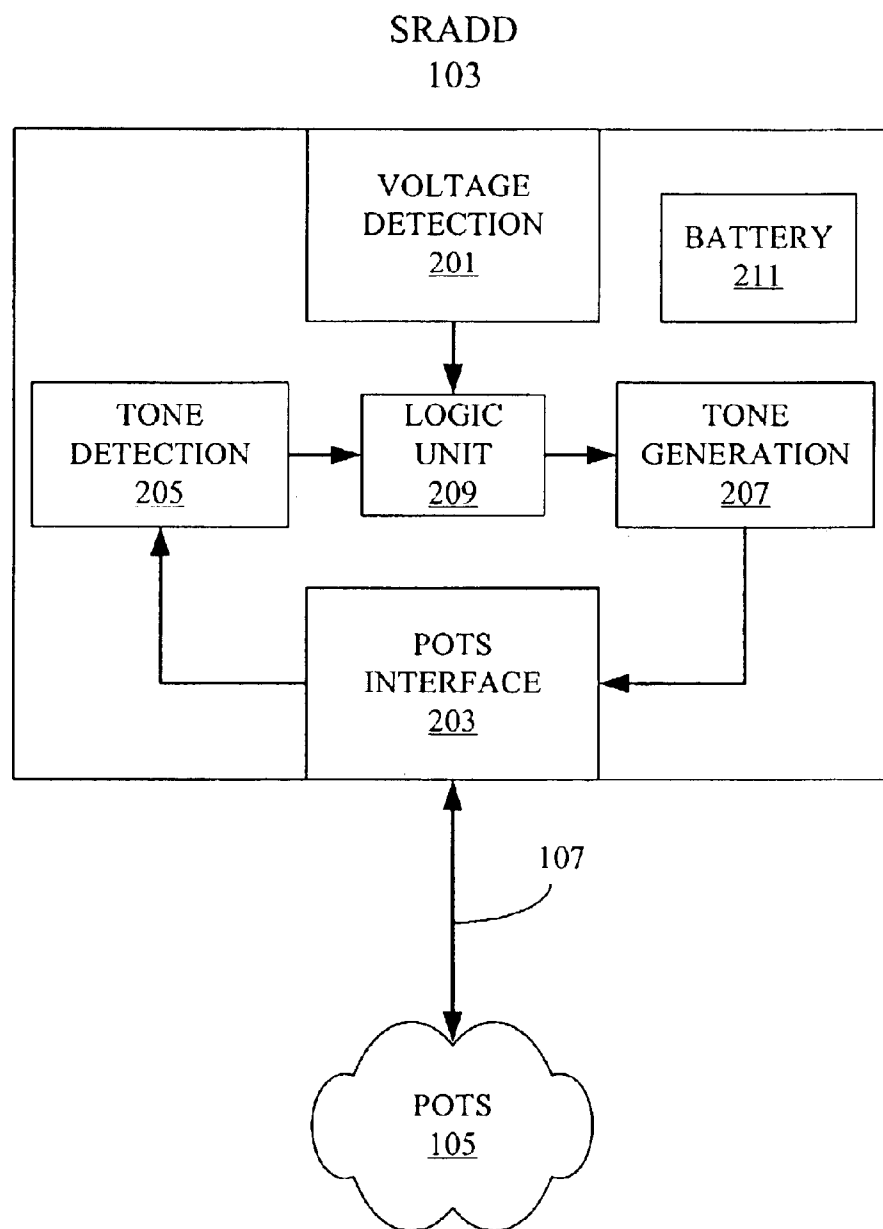 SRADD
103
VOLTAGE
DETECTION
201
BATTERY
211
TONE
DETECTION
205
LOGIC
UNIT
209
TONE
GENERATION
207
POTS
INTERFACE
203
107
POTS
105